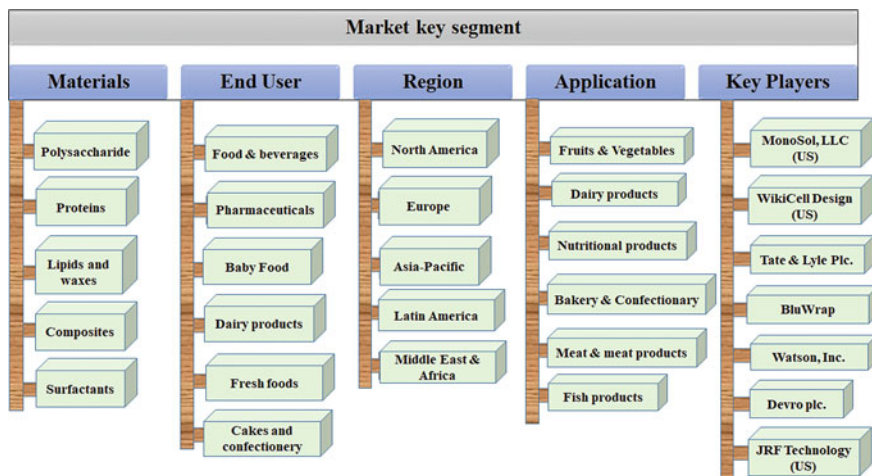 Market key segment
Materials
End User
Region
Application
Key Players
Polysaccharide
Proteins
Lipids and
waxes
Composites
Surfactants
Food & beverages
Pharmaceuticals
Baby Food
Dairy products
Fresh foods
Cakes and
confectionery
North America
Europe
Asia-Pacific
Latin America
Middle East &
Africa
Fruits & Vegetables
Dairy products
Nutritional products
Bakery & Confectionary
Meat & meat products
Fish products
MonoSol, LLC
(US)
WikiCell Design
(US)
Tate & Lyle Plc.
BluWrap
Watson, Inc.
Devro plc.
JRF Technology
(US)